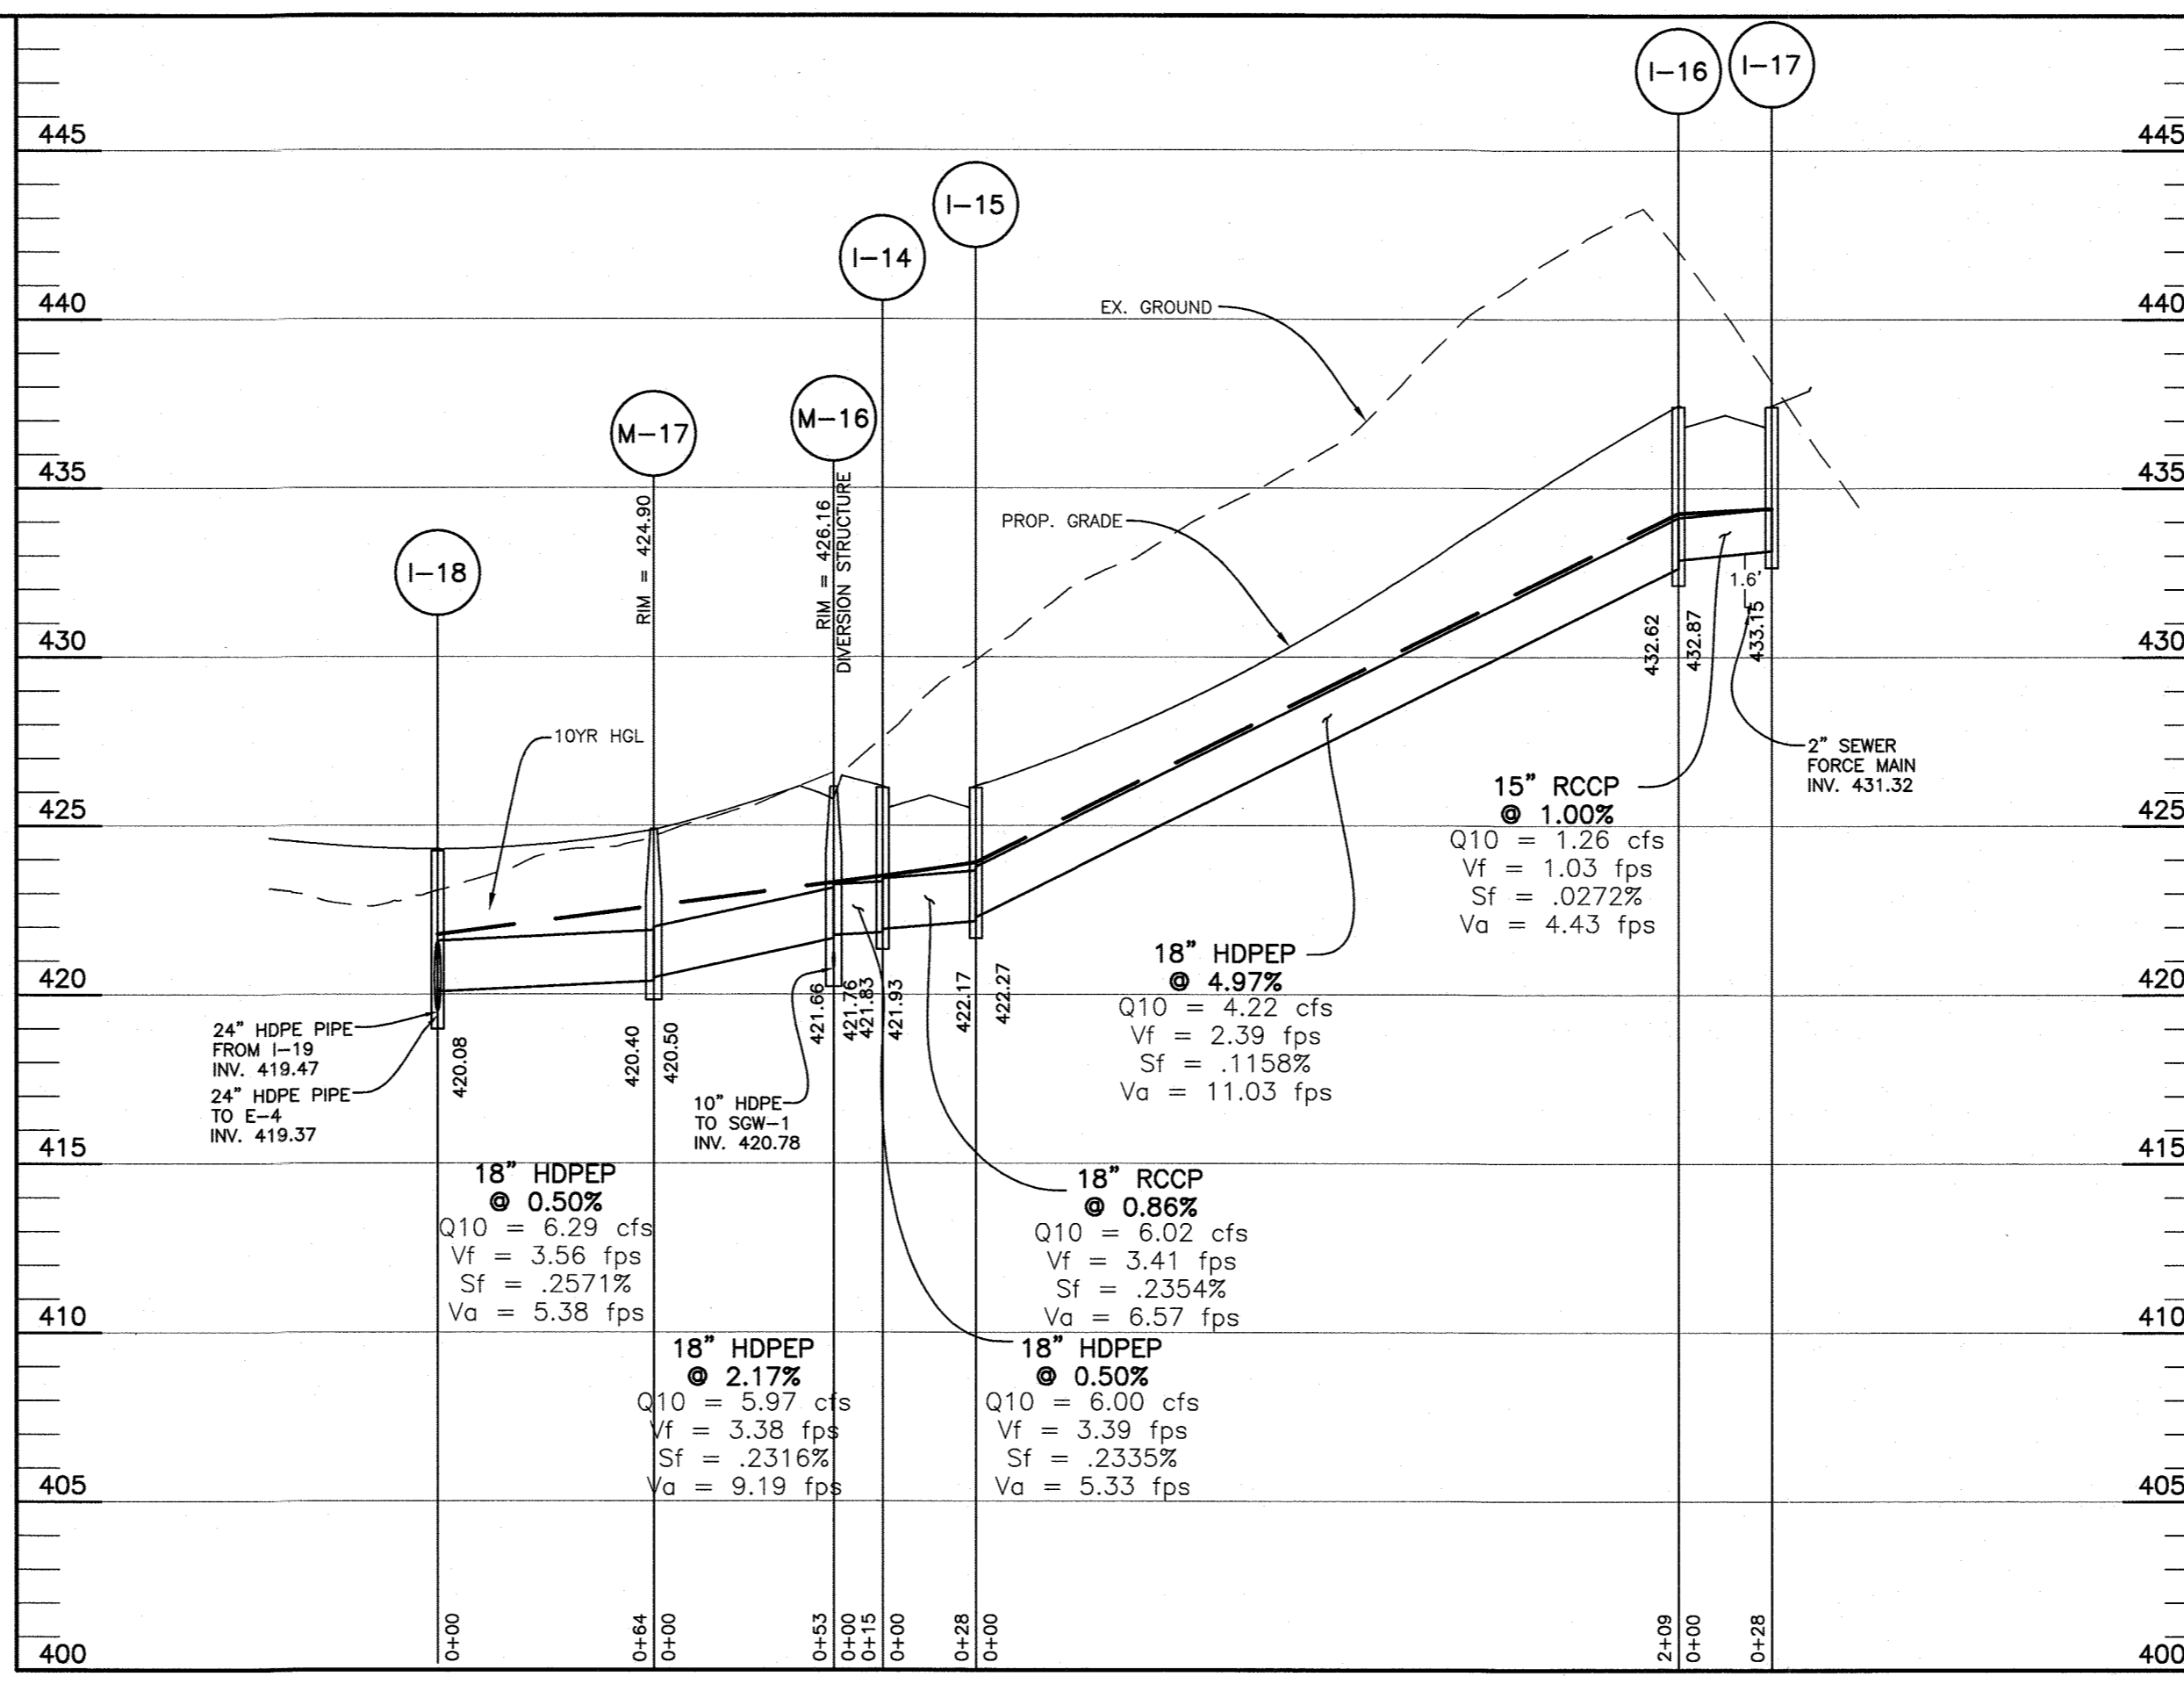 I-16
I-17
445
445
I-15
I-14
440
440
EX. GROUND
M-17
M-16
435
435
RIM = 424.90
RIM = 426.16
DIVERSION STRUCTURE
PROP. GRADE
I-18
1.6'
430
430
432.62
432.87
433.15
10YR HGL
2" SEWER
FORCE MAIN
INV. 431.32
15" RCCP
@ 1.00%
Q10 = 1.26 cfs
Vf = 1.03 fps
Sf = .0272%
Va = 4.43 fps
425
425
18" HDPEP
@ 4.97%
Q10 = 4.22 cfs
Vf = 2.39 fps
Sf = .1158%
Va = 11.03 fps
420
420
24" HDPE PIPE
FROM I-19
INV. 419.47
24" HDPE PIPE
TO E-4
INV. 419.37
420.08
420.40
420.50
421.66
421.76
421.83
421.93
422.17
422.27
10" HDPE
TO SGW-1
INV. 420.78
415
415
18" HDPEP
@ 0.50%
Q10 = 6.29 cfs
Vf = 3.56 fps
Sf = .2571%
Va = 5.38 fps
18" RCCP
@ 0.86%
Q10 = 6.02 cfs
Vf = 3.41 fps
Sf = .2354%
Va = 6.57 fps
410
410
18" HDPEP
@ 2.17%
Q10 = 5.97 cfs
Vf = 3.38 fps
Sf = .2316%
Va = 9.19 fps
18" HDPEP
@ 0.50%
Q10 = 6.00 cfs
Vf = 3.39 fps
Sf = .2335%
Va = 5.33 fps
405
405
0+00
0+64
0+00
0+53
0+00
0+15
0+00
0+28
0+00
2+09
0+00
0+28
400
400